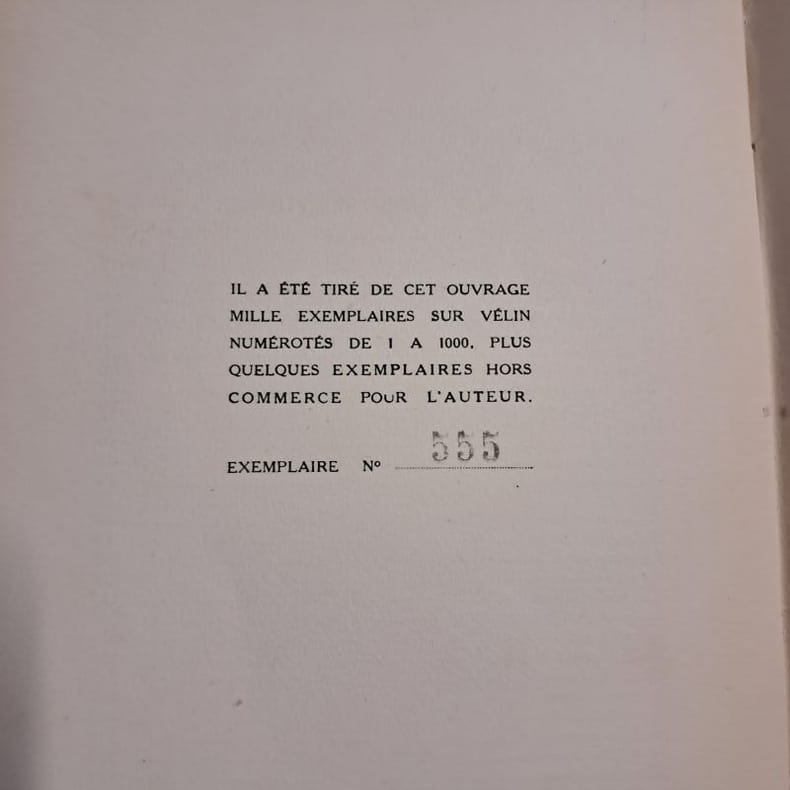 IL A ÉTÉ TIRÉ DE CET OUVRAGE
MILLE EXEMPLAIRES SUR VÉLIN
NUMÉROTÉS DE 1 A 1000, PLUS
QUELQUES EXEMPLAIRES HORS
COMMERCE POUR L'AUTEUR.
EXEMPLAIRE Nº 555